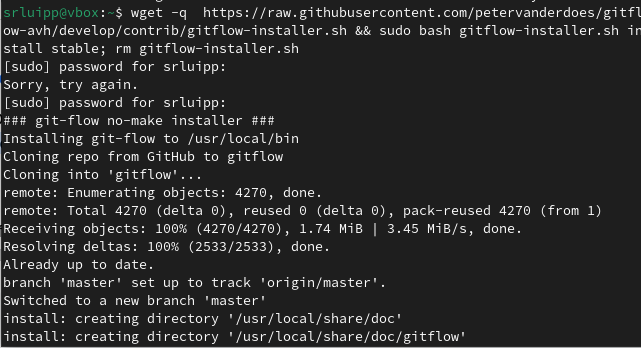 srluipp@vbox:~$ wget -q  https://raw.githubusercontent.com/petervanderdoes/gitfl
ow-avh/develop/contrib/gitflow-installer.sh && sudo bash gitflow-installer.sh in
stall stable; rm gitflow-installer.sh
[sudo] password for srluipp:
Sorry, try again.
[sudo] password for srluipp:
### git-flow no-make installer ###
Installing git-flow to /usr/local/bin
Cloning repo from GitHub to gitflow
Cloning into 'gitflow'...
remote: Enumerating objects: 4270, done.
remote: Total 4270 (delta 0), reused 0 (delta 0), pack-reused 4270 (from 1)
Receiving objects: 100% (4270/4270), 1.74 MiB | 3.45 MiB/s, done.
Resolving deltas: 100% (2533/2533), done.
Already up to date.
branch 'master' set up to track 'origin/master'.
Switched to a new branch 'master'
install: creating directory '/usr/local/share/doc'
install: creating directory '/usr/local/share/doc/gitflow'